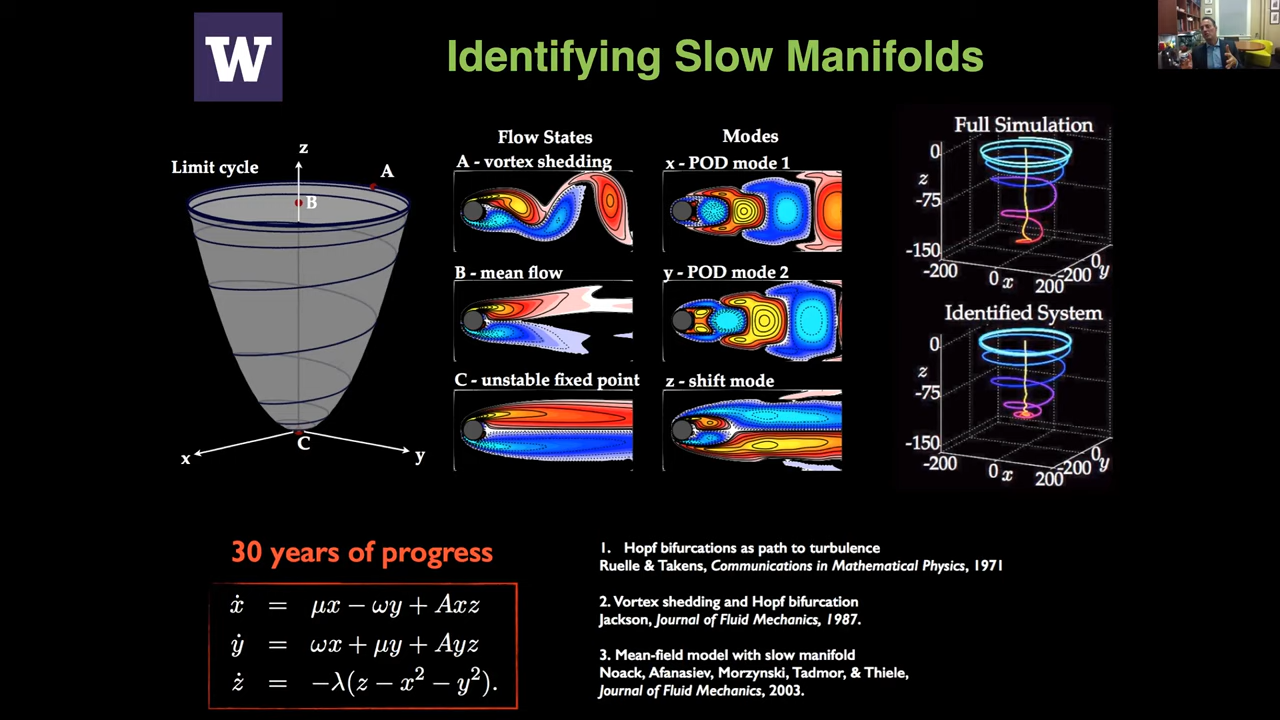 W
Identifying Slow Manifolds
Limit cycle
z
A
B
C
x
y
Flow States
A - vortex shedding
B - mean flow
C - unstable fixed point
Modes
x - POD mode 1
y - POD mode 2
z - shift mode
Full Simulation
0
z
-75
-150
-200
0
x
200
-200
0
y
Identified System
0
z
-75
-150
-200
0
x
200
-200
0
y
30 years of progress
ẋ = μx − ωy + Axz
ẏ = ωx + μy + Ayz
ż = −λ(z − x² − y²).
1. Hopf bifurcations as path to turbulence
Ruelle & Takens, Communications in Mathematical Physics, 1971
2. Vortex shedding and Hopf bifurcation
Jackson, Journal of Fluid Mechanics, 1987.
3. Mean-field model with slow manifold
Noack, Afanasiev, Morzynski, Tadmor, & Thiele,
Journal of Fluid Mechanics, 2003.